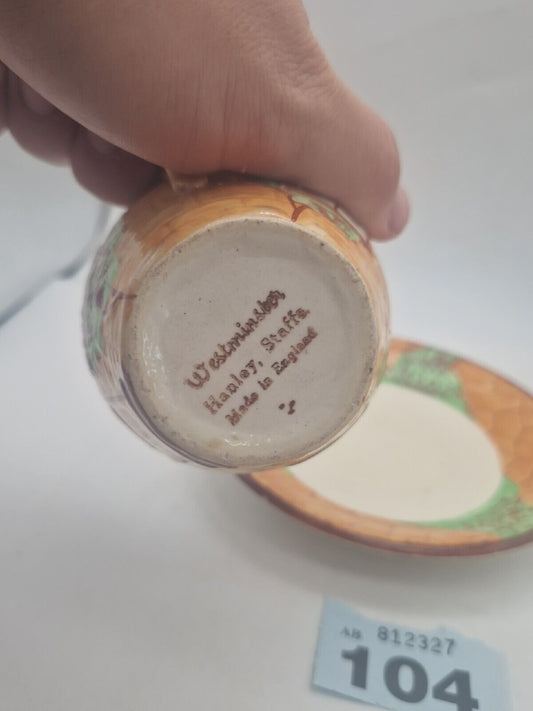 Westminster
Hanley, Staffs.
Made in England
AB 812327
104